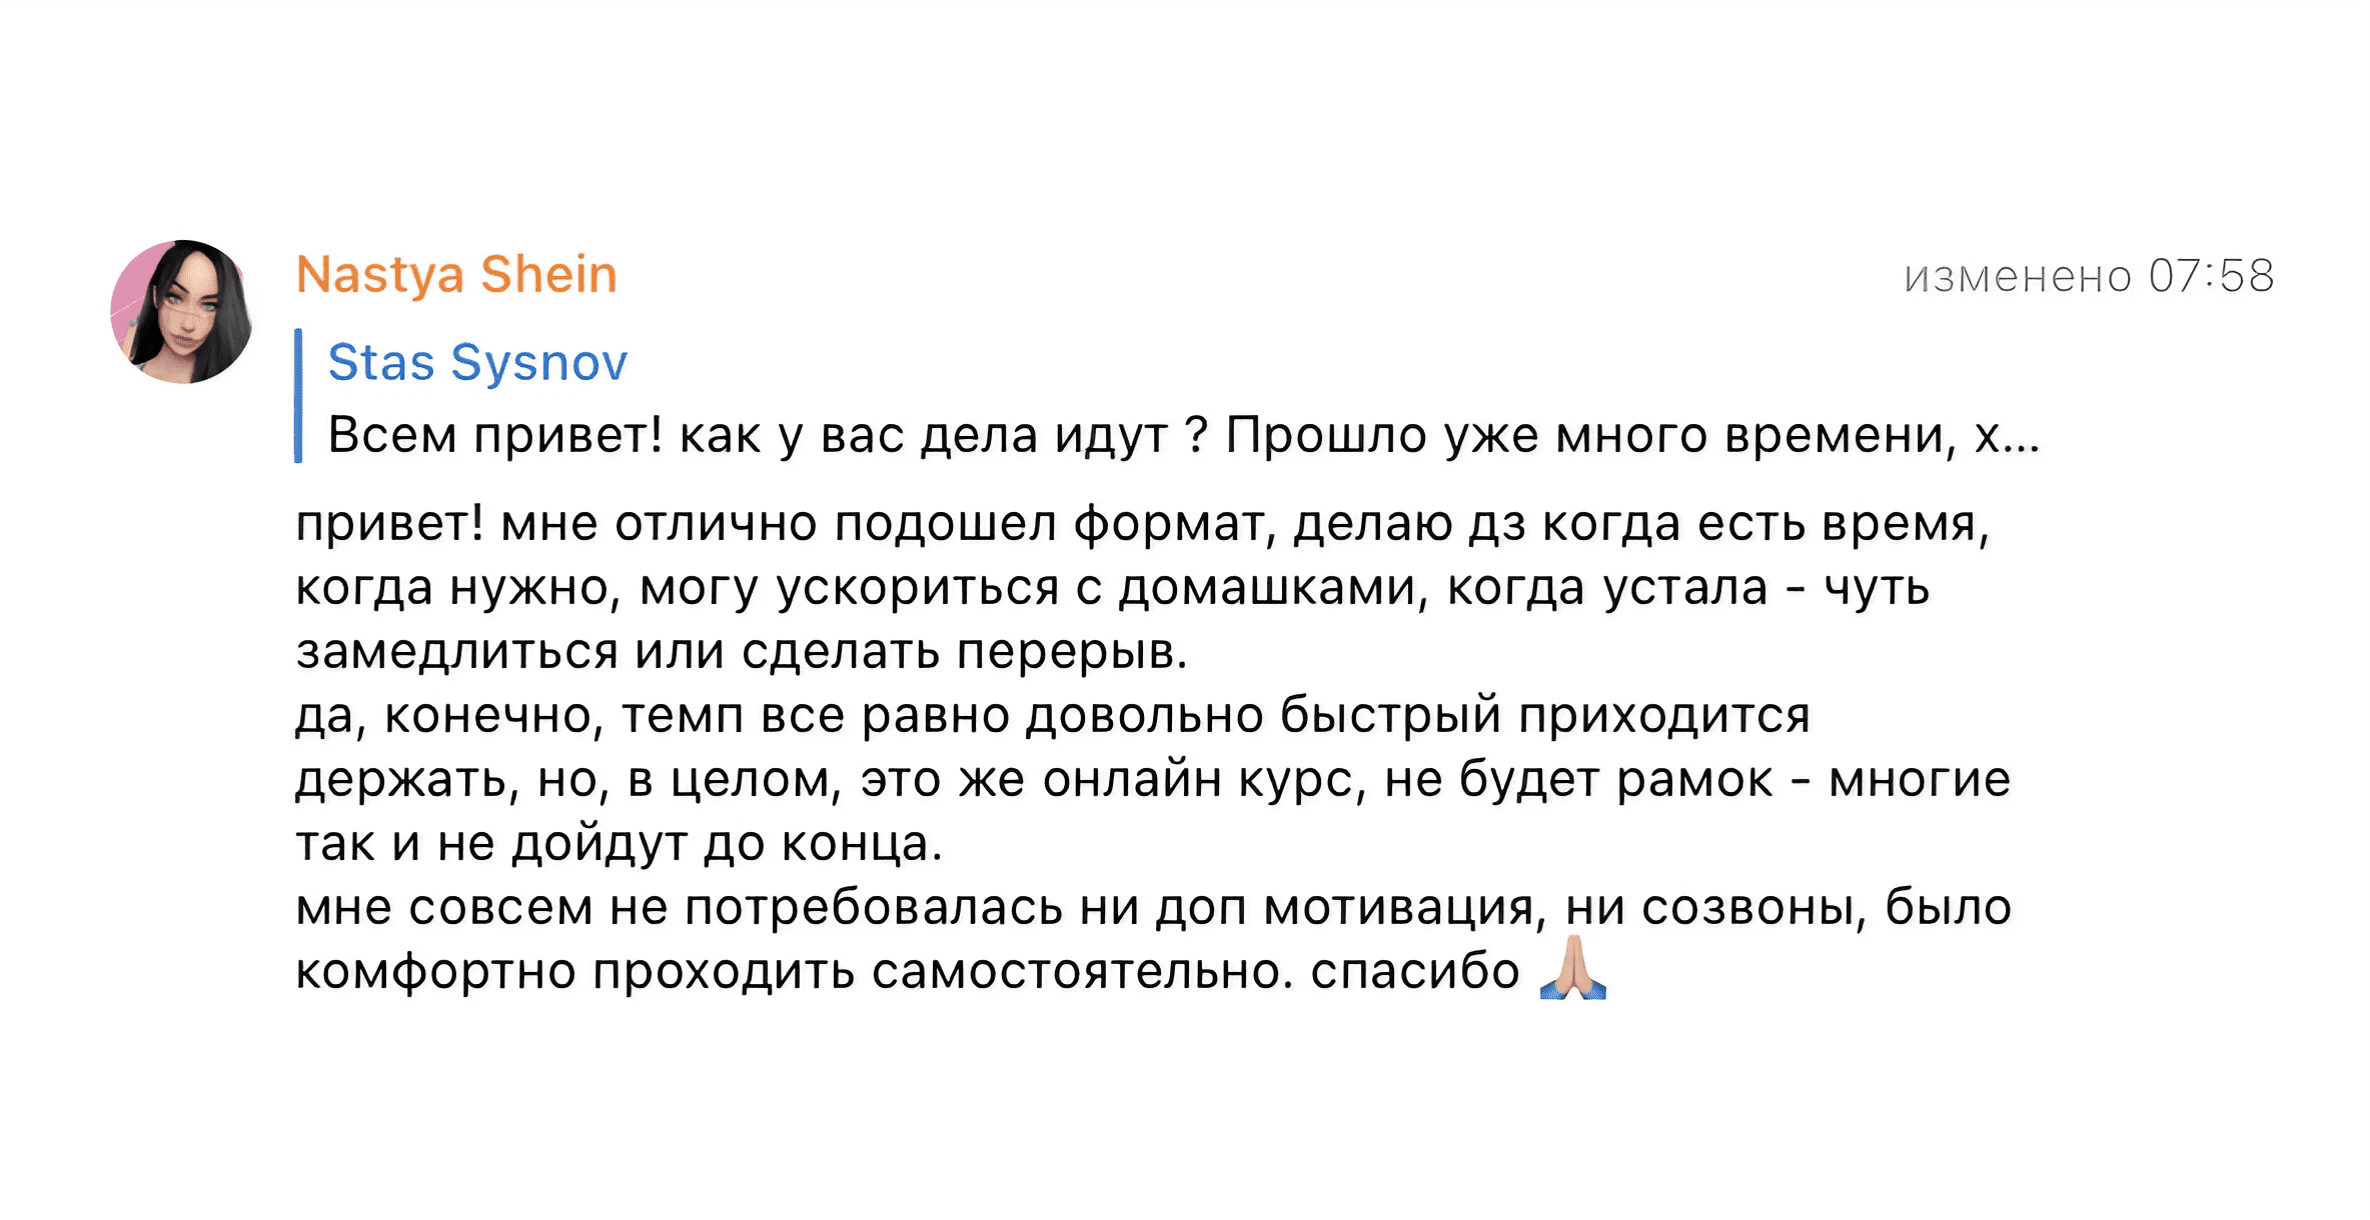 Nastya Shein
изменено 07:58
Stas Sysnov
Всем привет! как у вас дела идут ? Прошло уже много времени, х...
привет! мне отлично подошел формат, делаю дз когда есть время,
когда нужно, могу ускориться с домашками, когда устала - чуть
замедлиться или сделать перерыв.
да, конечно, темп все равно довольно быстрый приходится
держать, но, в целом, это же онлайн курс, не будет рамок - многие
так и не дойдут до конца.
мне совсем не потребовалась ни доп мотивация, ни созвоны, было
комфортно проходить самостоятельно. спасибо 🙏🏼